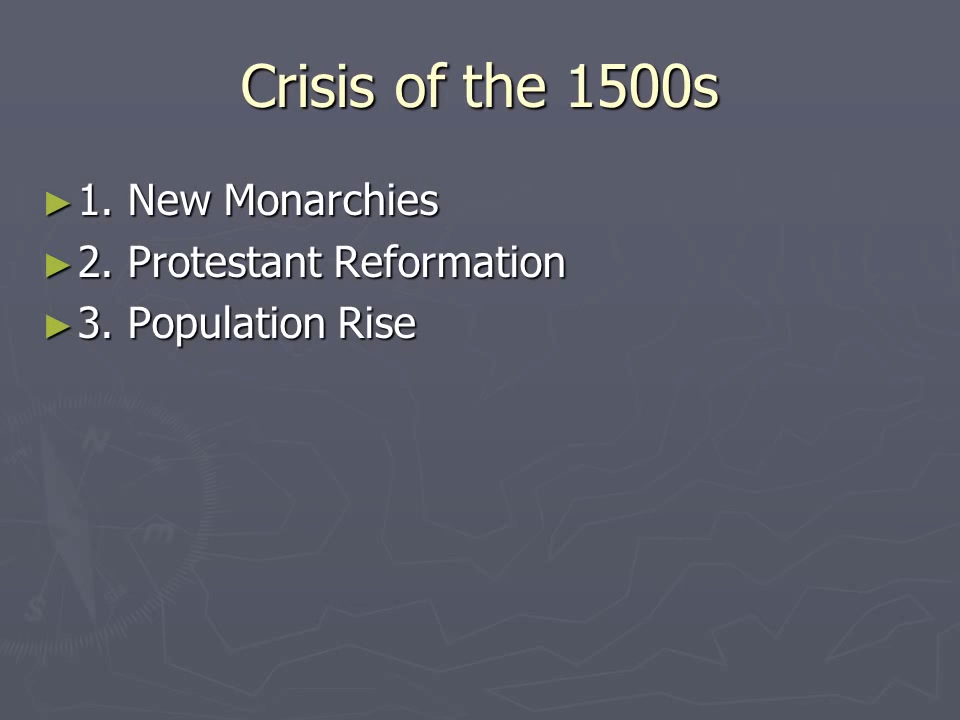 Crisis of the 1500s
► 1. New Monarchies
► 2. Protestant Reformation
► 3. Population Rise
N
E
S